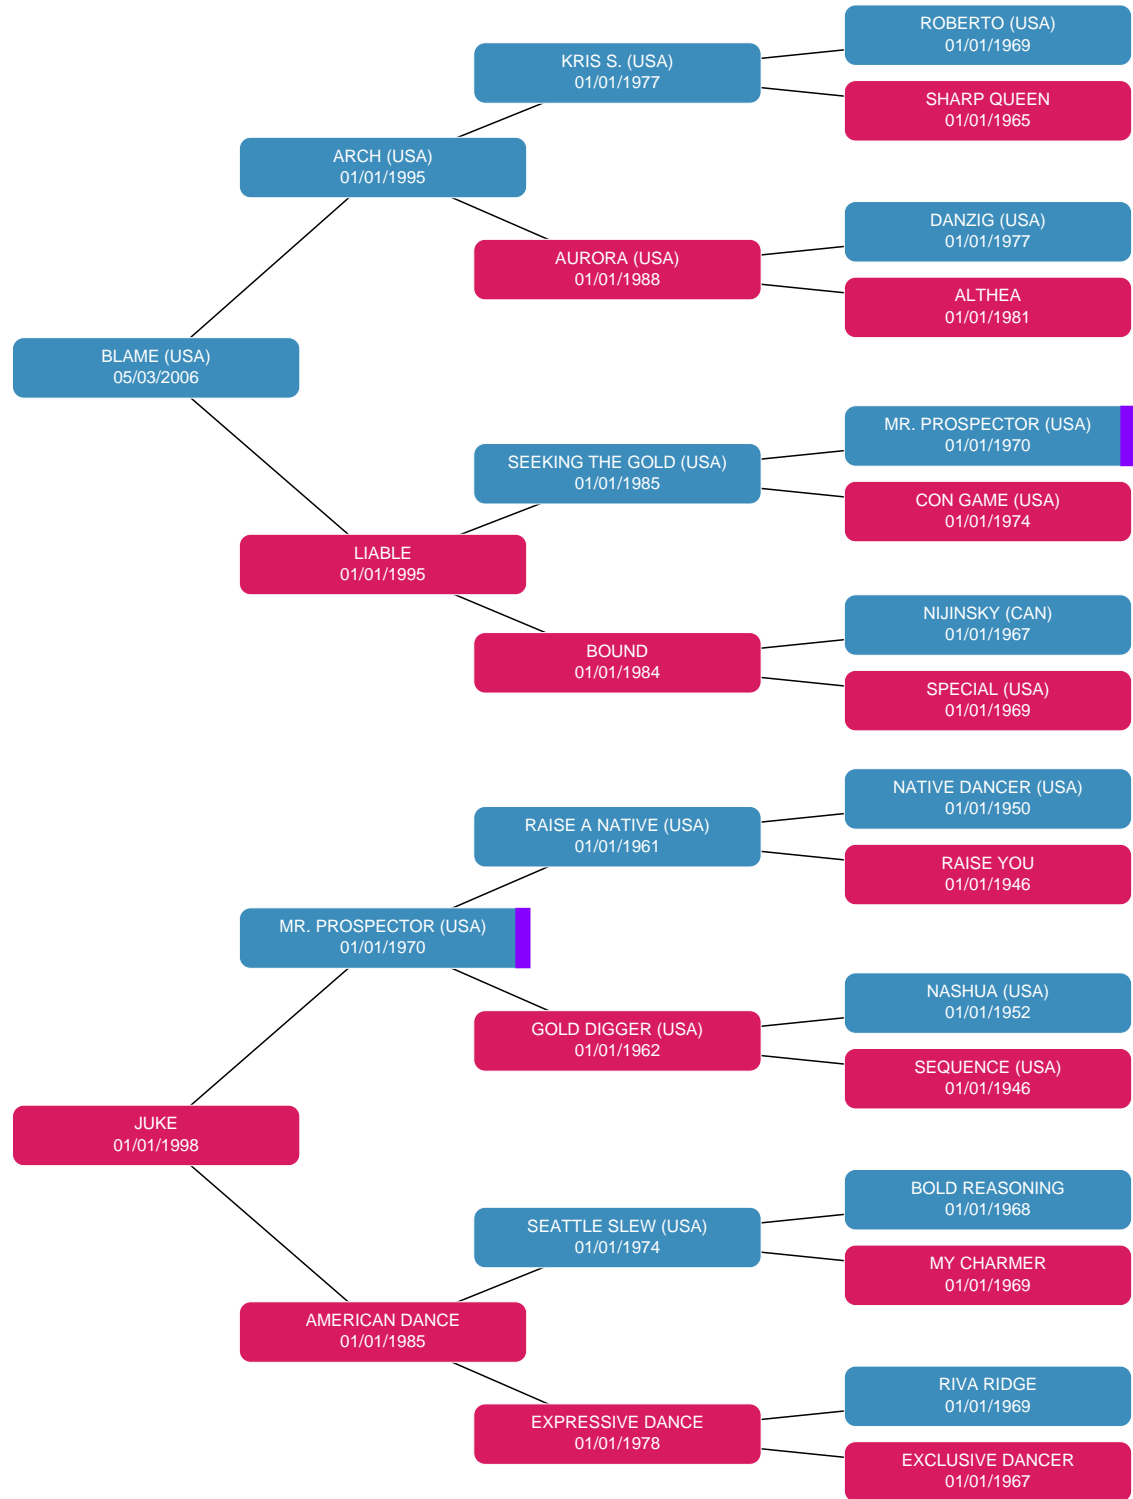 ROBERTO (USA)
01/01/1969
KRIS S. (USA)
01/01/1977
SHARP QUEEN
01/01/1965
ARCH (USA)
01/01/1995
DANZIG (USA)
01/01/1977
AURORA (USA)
01/01/1988
ALTHEA
01/01/1981
BLAME (USA)
05/03/2006
MR. PROSPECTOR (USA)
01/01/1970
SEEKING THE GOLD (USA)
01/01/1985
CON GAME (USA)
01/01/1974
LIABLE
01/01/1995
NIJINSKY (CAN)
01/01/1967
BOUND
01/01/1984
SPECIAL (USA)
01/01/1969
NATIVE DANCER (USA)
01/01/1950
RAISE A NATIVE (USA)
01/01/1961
RAISE YOU
01/01/1946
MR. PROSPECTOR (USA)
01/01/1970
NASHUA (USA)
01/01/1952
GOLD DIGGER (USA)
01/01/1962
SEQUENCE (USA)
01/01/1946
JUKE
01/01/1998
BOLD REASONING
01/01/1968
SEATTLE SLEW (USA)
01/01/1974
MY CHARMER
01/01/1969
AMERICAN DANCE
01/01/1985
RIVA RIDGE
01/01/1969
EXPRESSIVE DANCE
01/01/1978
EXCLUSIVE DANCER
01/01/1967